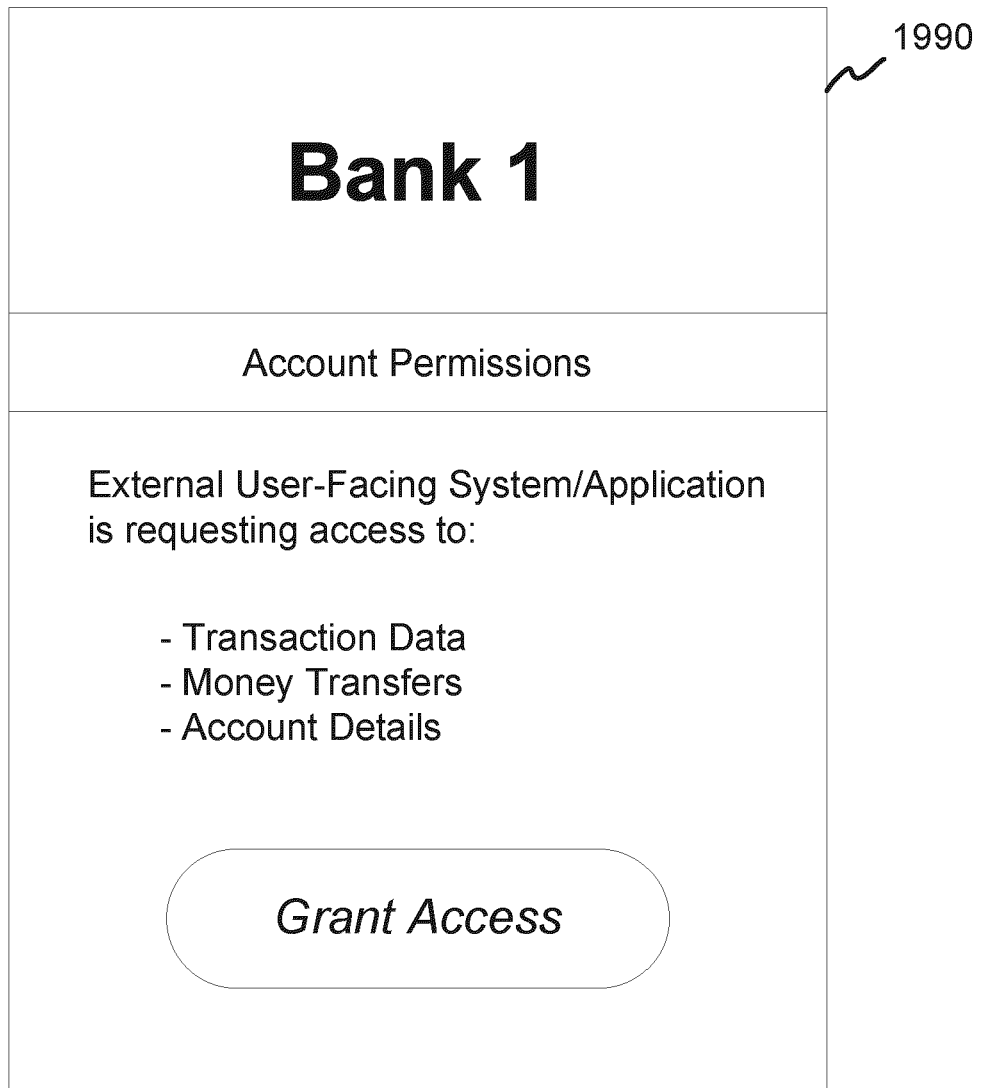 1990
Bank 1
Account Permissions
External User-Facing System/Application
is requesting access to:
- Transaction Data
- Money Transfers
- Account Details
Grant Access